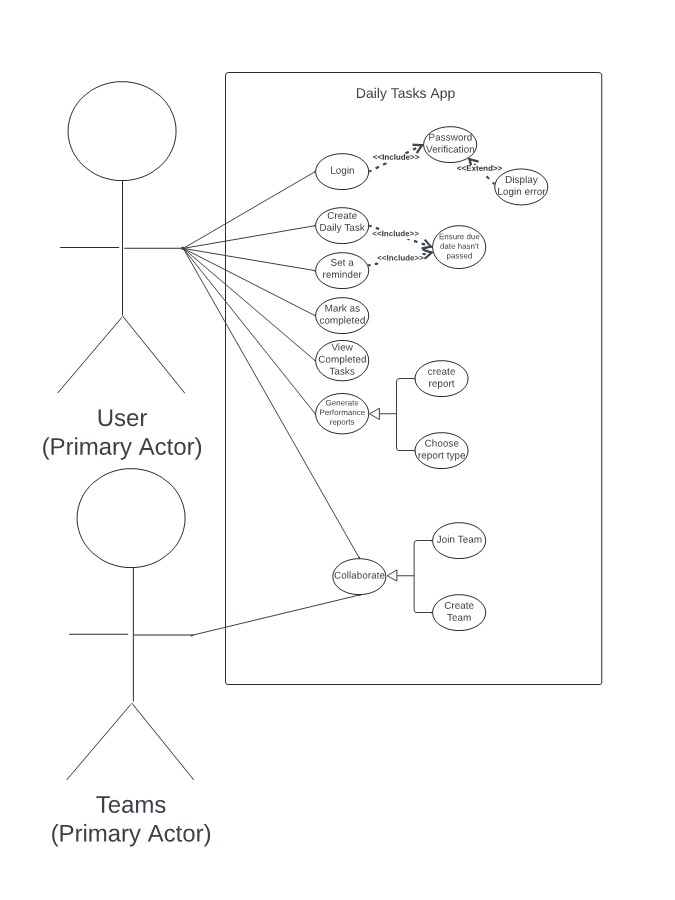 Daily Tasks App
Password
Verification
<<Include>>
Login
<<Extend>>
Display
Login error
Create
Daily Task
<<Include>>
Ensure due
date hasn't
passed
<<Include>>
Set a
reminder
Mark as
completed
View
Completed
Tasks
create
report
Generate
Performance
reports
Choose
report type
User
(Primary Actor)
Join Team
Collaborate
Create
Team
Teams
(Primary Actor)